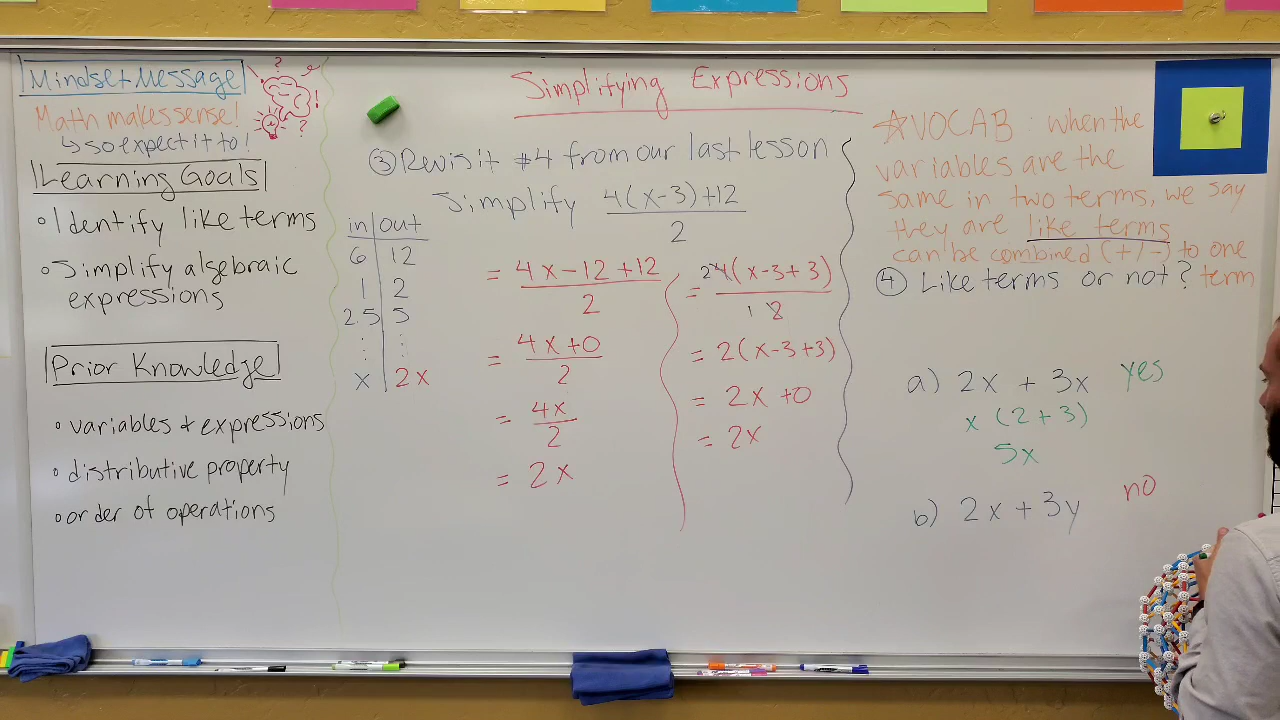 Mindset Message
Math makes sense!
↳ so expect it to!
Learning Goals
• Identify like terms
• Simplify algebraic
expressions
Prior Knowledge
• variables + expressions
• distributive property
• order of operations
Simplifying Expressions
③ Revisit #4 from our last lesson
Simplify (4(x-3)+12)/2
in | out
6 | 12
1 | 2
2.5 | 5
⋮ | ⋮
x | 2x
= (4x-12+12)/2
= (4x+0)/2
= 4x/2
= 2x
= 2 4(x-3+3) / 1 2
= 2(x-3+3)
= 2x+0
= 2x
☆VOCAB: when the
variables are the
same in two terms, we say
they are like terms
can be combined (+/-) to one
term
④ Like terms or not?
a) 2x + 3x yes
x (2+3)
5x
b) 2x + 3y no